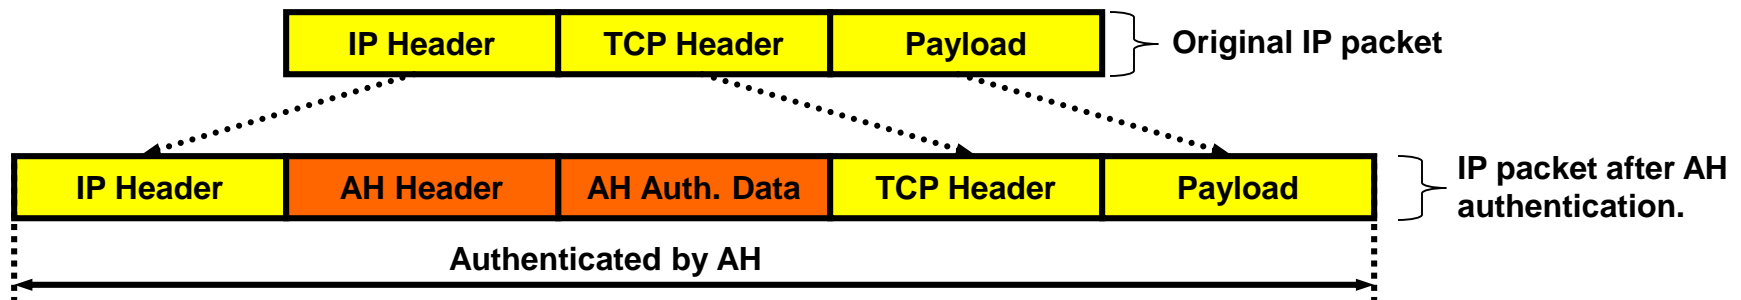 IP Header TCP Header Payload Original IP packet
IP Header AH Header AH Auth. Data TCP Header Payload IP packet after AH
authentication.
Authenticated by AH